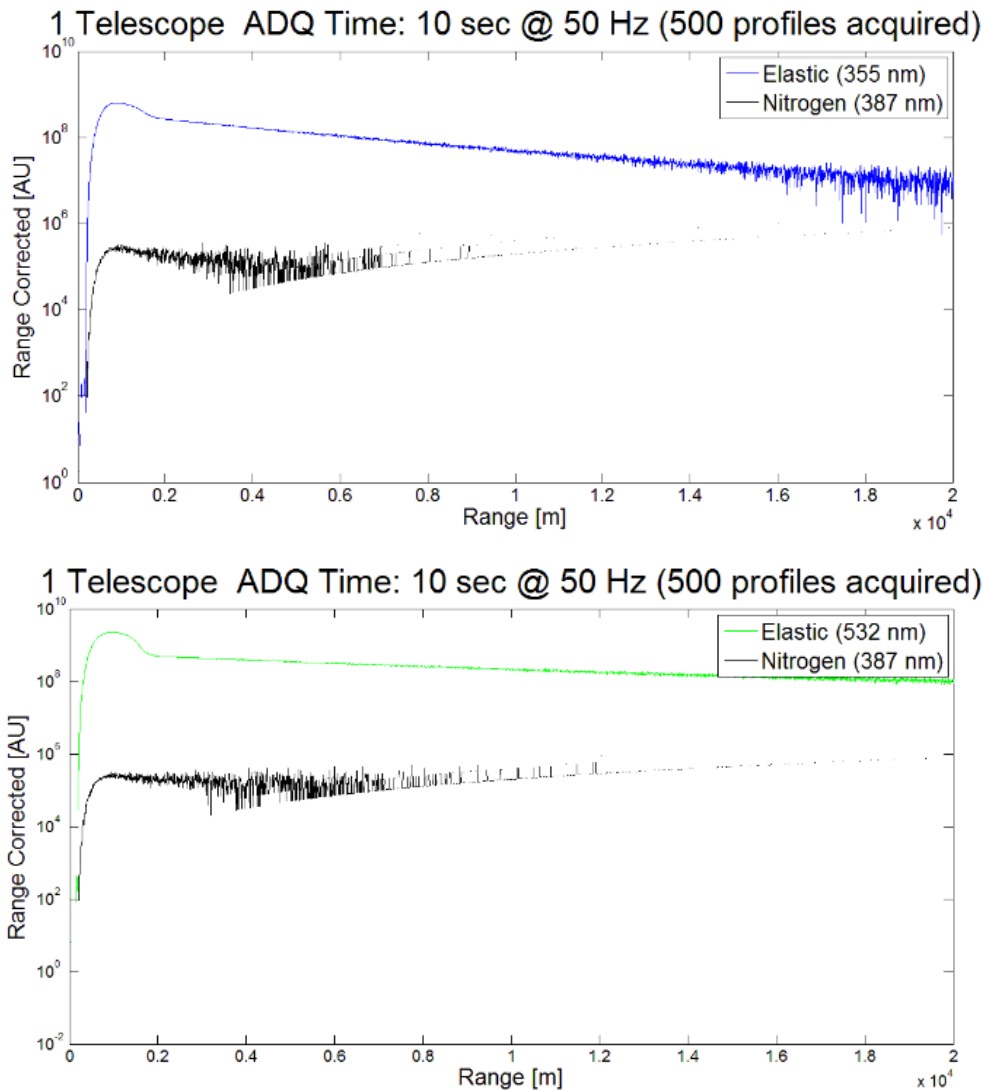 1 Telescope ADQ Time: 10 sec @ 50 Hz (500 profiles acquired)
10^10
10^8
10^6
10^4
10^2
10^0
Range Corrected [AU]
Elastic (355 nm)
Nitrogen (387 nm)
0 0.2 0.4 0.6 0.8 1 1.2 1.4 1.6 1.8 2
Range [m]
x 10^4
1 Telescope ADQ Time: 10 sec @ 50 Hz (500 profiles acquired)
10^10
10^8
10^6
10^4
10^2
10^0
10^-2
Range Corrected [AU]
Elastic (532 nm)
Nitrogen (387 nm)
0 0.2 0.4 0.6 0.8 1 1.2 1.4 1.6 1.8 2
Range [m]
x 10^4